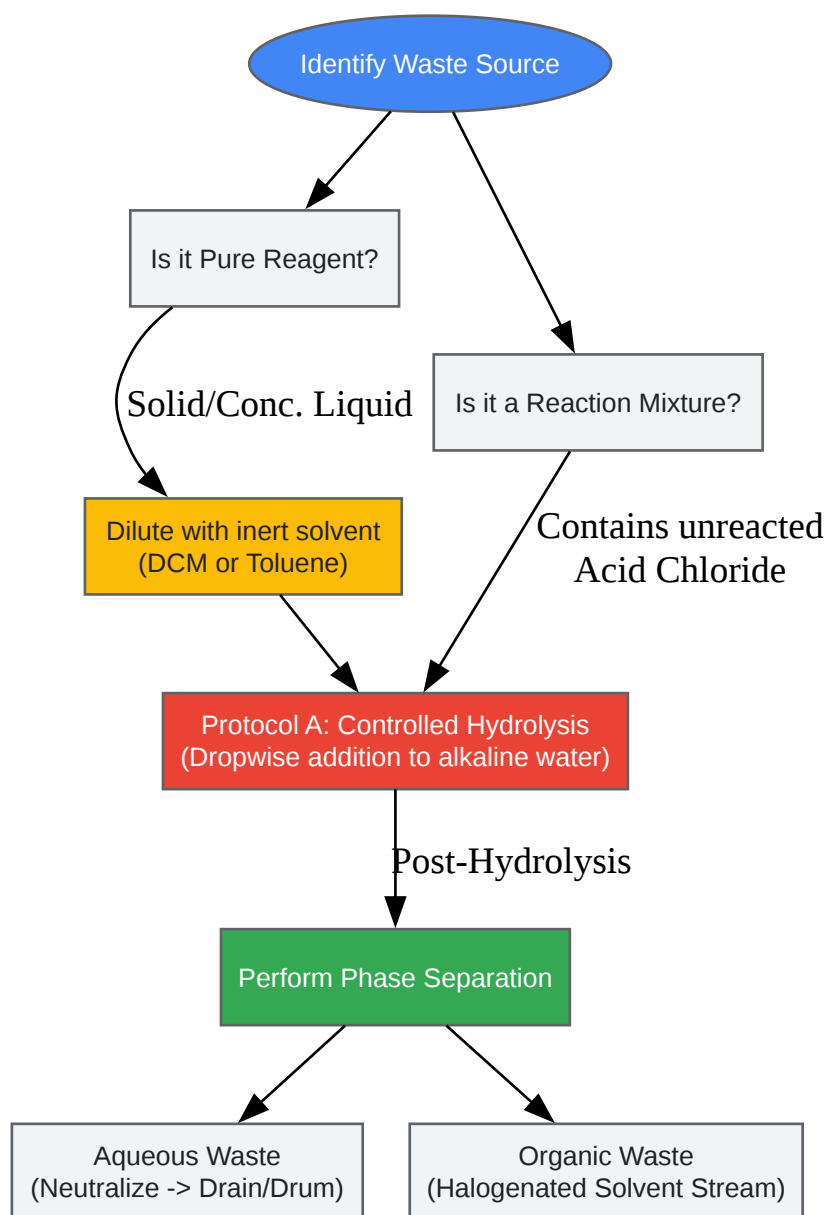 Identify Waste Source
Is it Pure Reagent?
Solid/Conc. Liquid
Is it a Reaction Mixture?
Dilute with inert solvent
(DCM or Toluene)
Contains unreacted
Acid Chloride
Protocol A: Controlled Hydrolysis
(Dropwise addition to alkaline water)
Post-Hydrolysis
Perform Phase Separation
Aqueous Waste
(Neutralize -> Drain/Drum)
Organic Waste
(Halogenated Solvent Stream)